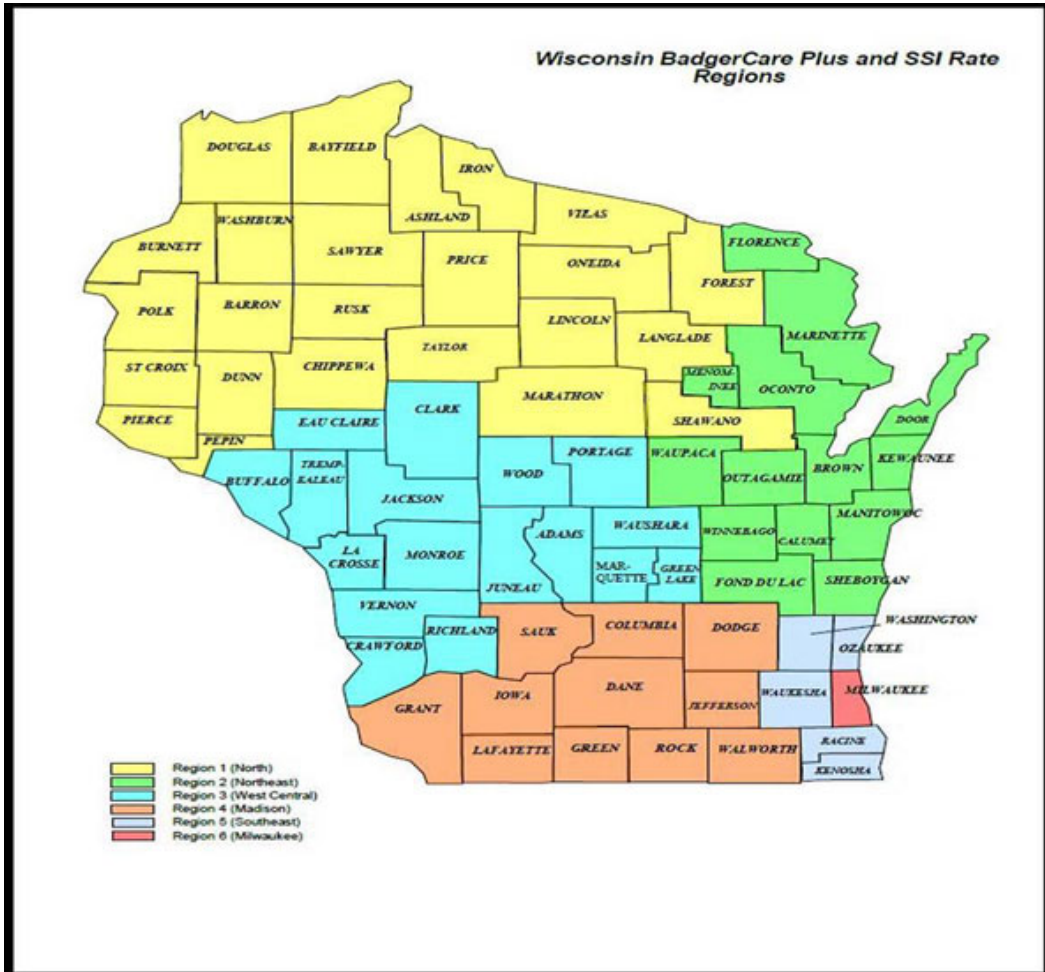 Wisconsin BadgerCare Plus and SSI Rate
Regions
DOUGLAS
BAYFIELD
IRON
ASHLAND
WASHBURN
VILAS
BURNETT
SAWYER
PRICE
ONEIDA
FLORENCE
FOREST
POLK
BARRON
RUSK
LINCOLN
LANGLADE
MARINETTE
TAYLOR
ST CROIX
DUNN
CHIPPEWA
MENOM-
INEE
OCONTO
MARATHON
CLARK
PIERCE
EAU CLAIRE
SHAWANO
DOOR
PEPIN
PORTAGE
WAUPACA
KEWAUNEE
BUFFALO
TREMP-
EALEAU
WOOD
OUTAGAMIE
BROWN
JACKSON
MANITOWOC
WAUSHARA
ADAMS
WINNEBAGO
CALUMET
LA
CROSSE
MONROE
MAR-
QUETTE
GREEN
LAKE
JUNEAU
FOND DU LAC
SHEBOYGAN
VERNON
RICHLAND
SAUK
COLUMBIA
DODGE
WASHINGTON
CRAWFORD
OZAUKEE
DANE
IOWA
WAUKESHA
MILWAUKEE
GRANT
JEFFERSON
LAFAYETTE
GREEN
ROCK
WALWORTH
RACINE
KENOSHA
Region 1 (North)
Region 2 (Northeast)
Region 3 (West Central)
Region 4 (Madison)
Region 5 (Southeast)
Region 6 (Milwaukee)